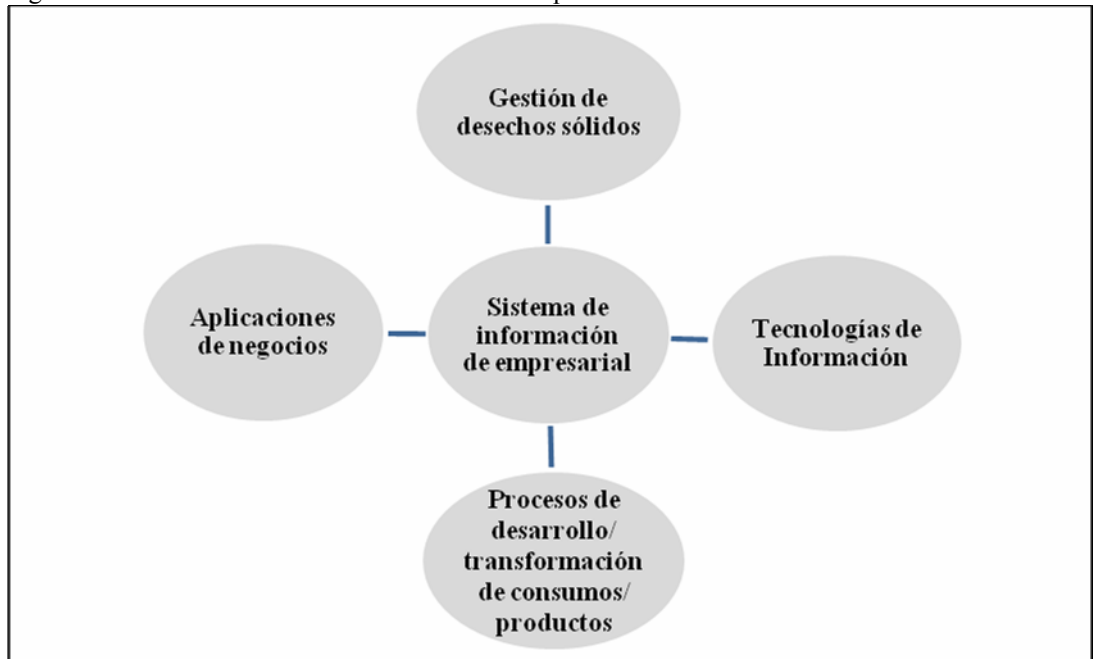 Gestión de
desechos sólidos
Aplicaciones
de negocios
Sistema de
información
de empresarial
Tecnologías de
Información
Procesos de
desarrollo/
transformación
de consumos/
productos